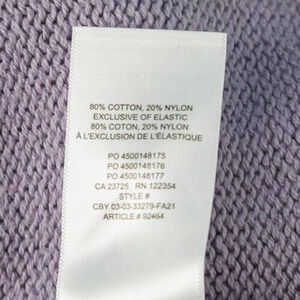 80% COTTON, 20% NYLON
EXCLUSIVE OF ELASTIC
80% COTON, 20% NYLON
À L'EXCLUSION DE L'ÉLASTIQUE
PO 4500148175
PO 4500148176
PO 4500148177
CA 23725 RN 122354
STYLE #
CBY 03-03-33279-FA21
ARTICLE # 92464